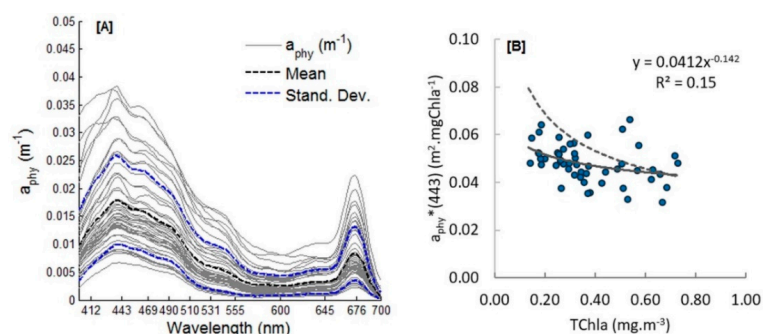 [A]
a_phy (m⁻¹)
Mean
Stand. Dev.
0.05
0.045
0.04
0.035
0.03
0.025
0.02
0.015
0.01
0.005
0
a_phy (m⁻¹)
412 443 469 490 510 531 555 600 645 676 700
Wavelength (nm)
[B]
y = 0.0412x⁻⁰·¹⁴²
R² = 0.15
0.10
0.08
0.06
0.04
0.02
0.00
a_phy*(443) (m².mgChla⁻¹)
0.00 0.20 0.40 0.60 0.80 1.00
TChla (mg.m⁻³)